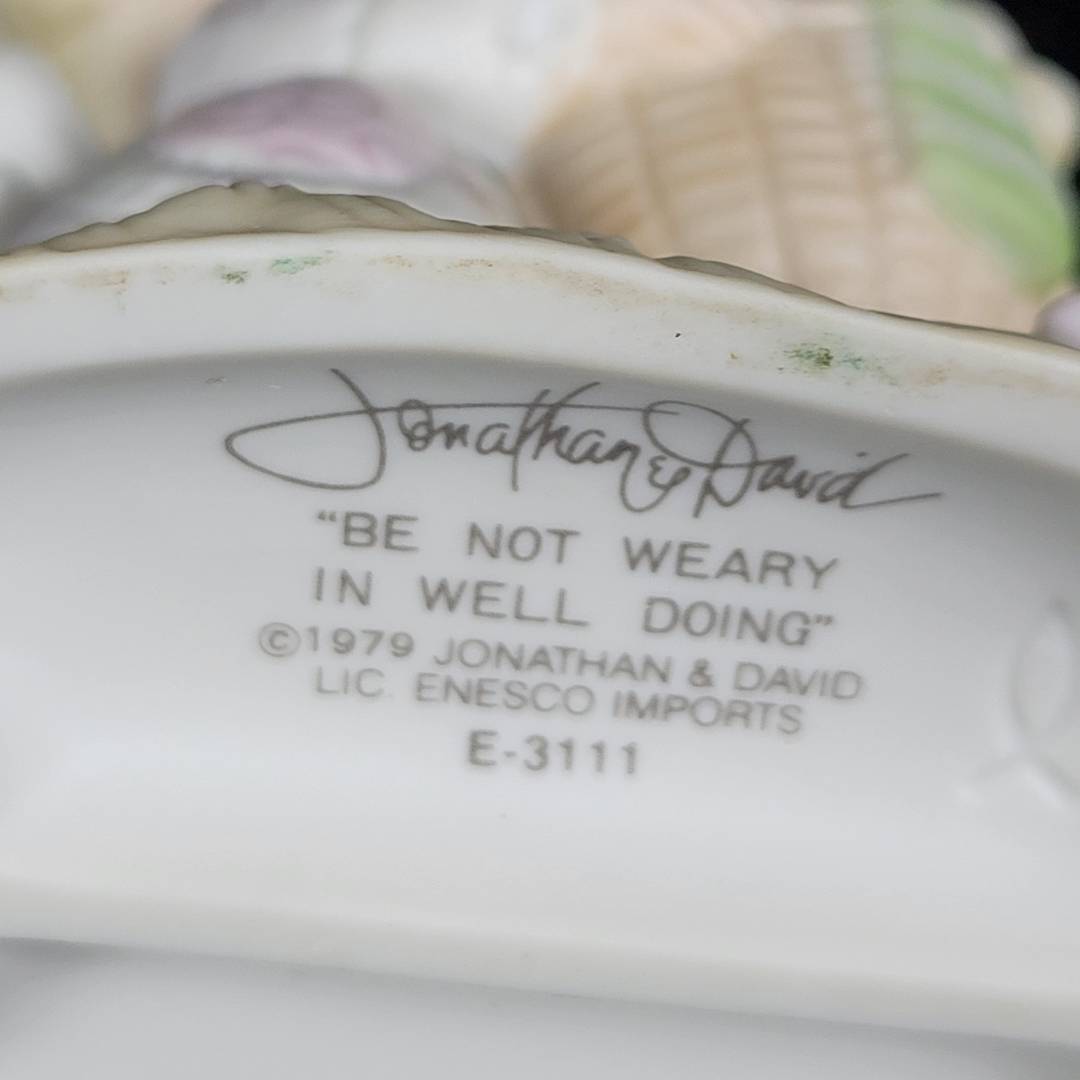 Jonathan & David
“BE NOT WEARY
IN WELL DOING”
©1979 JONATHAN & DAVID
LIC. ENESCO IMPORTS
E-3111